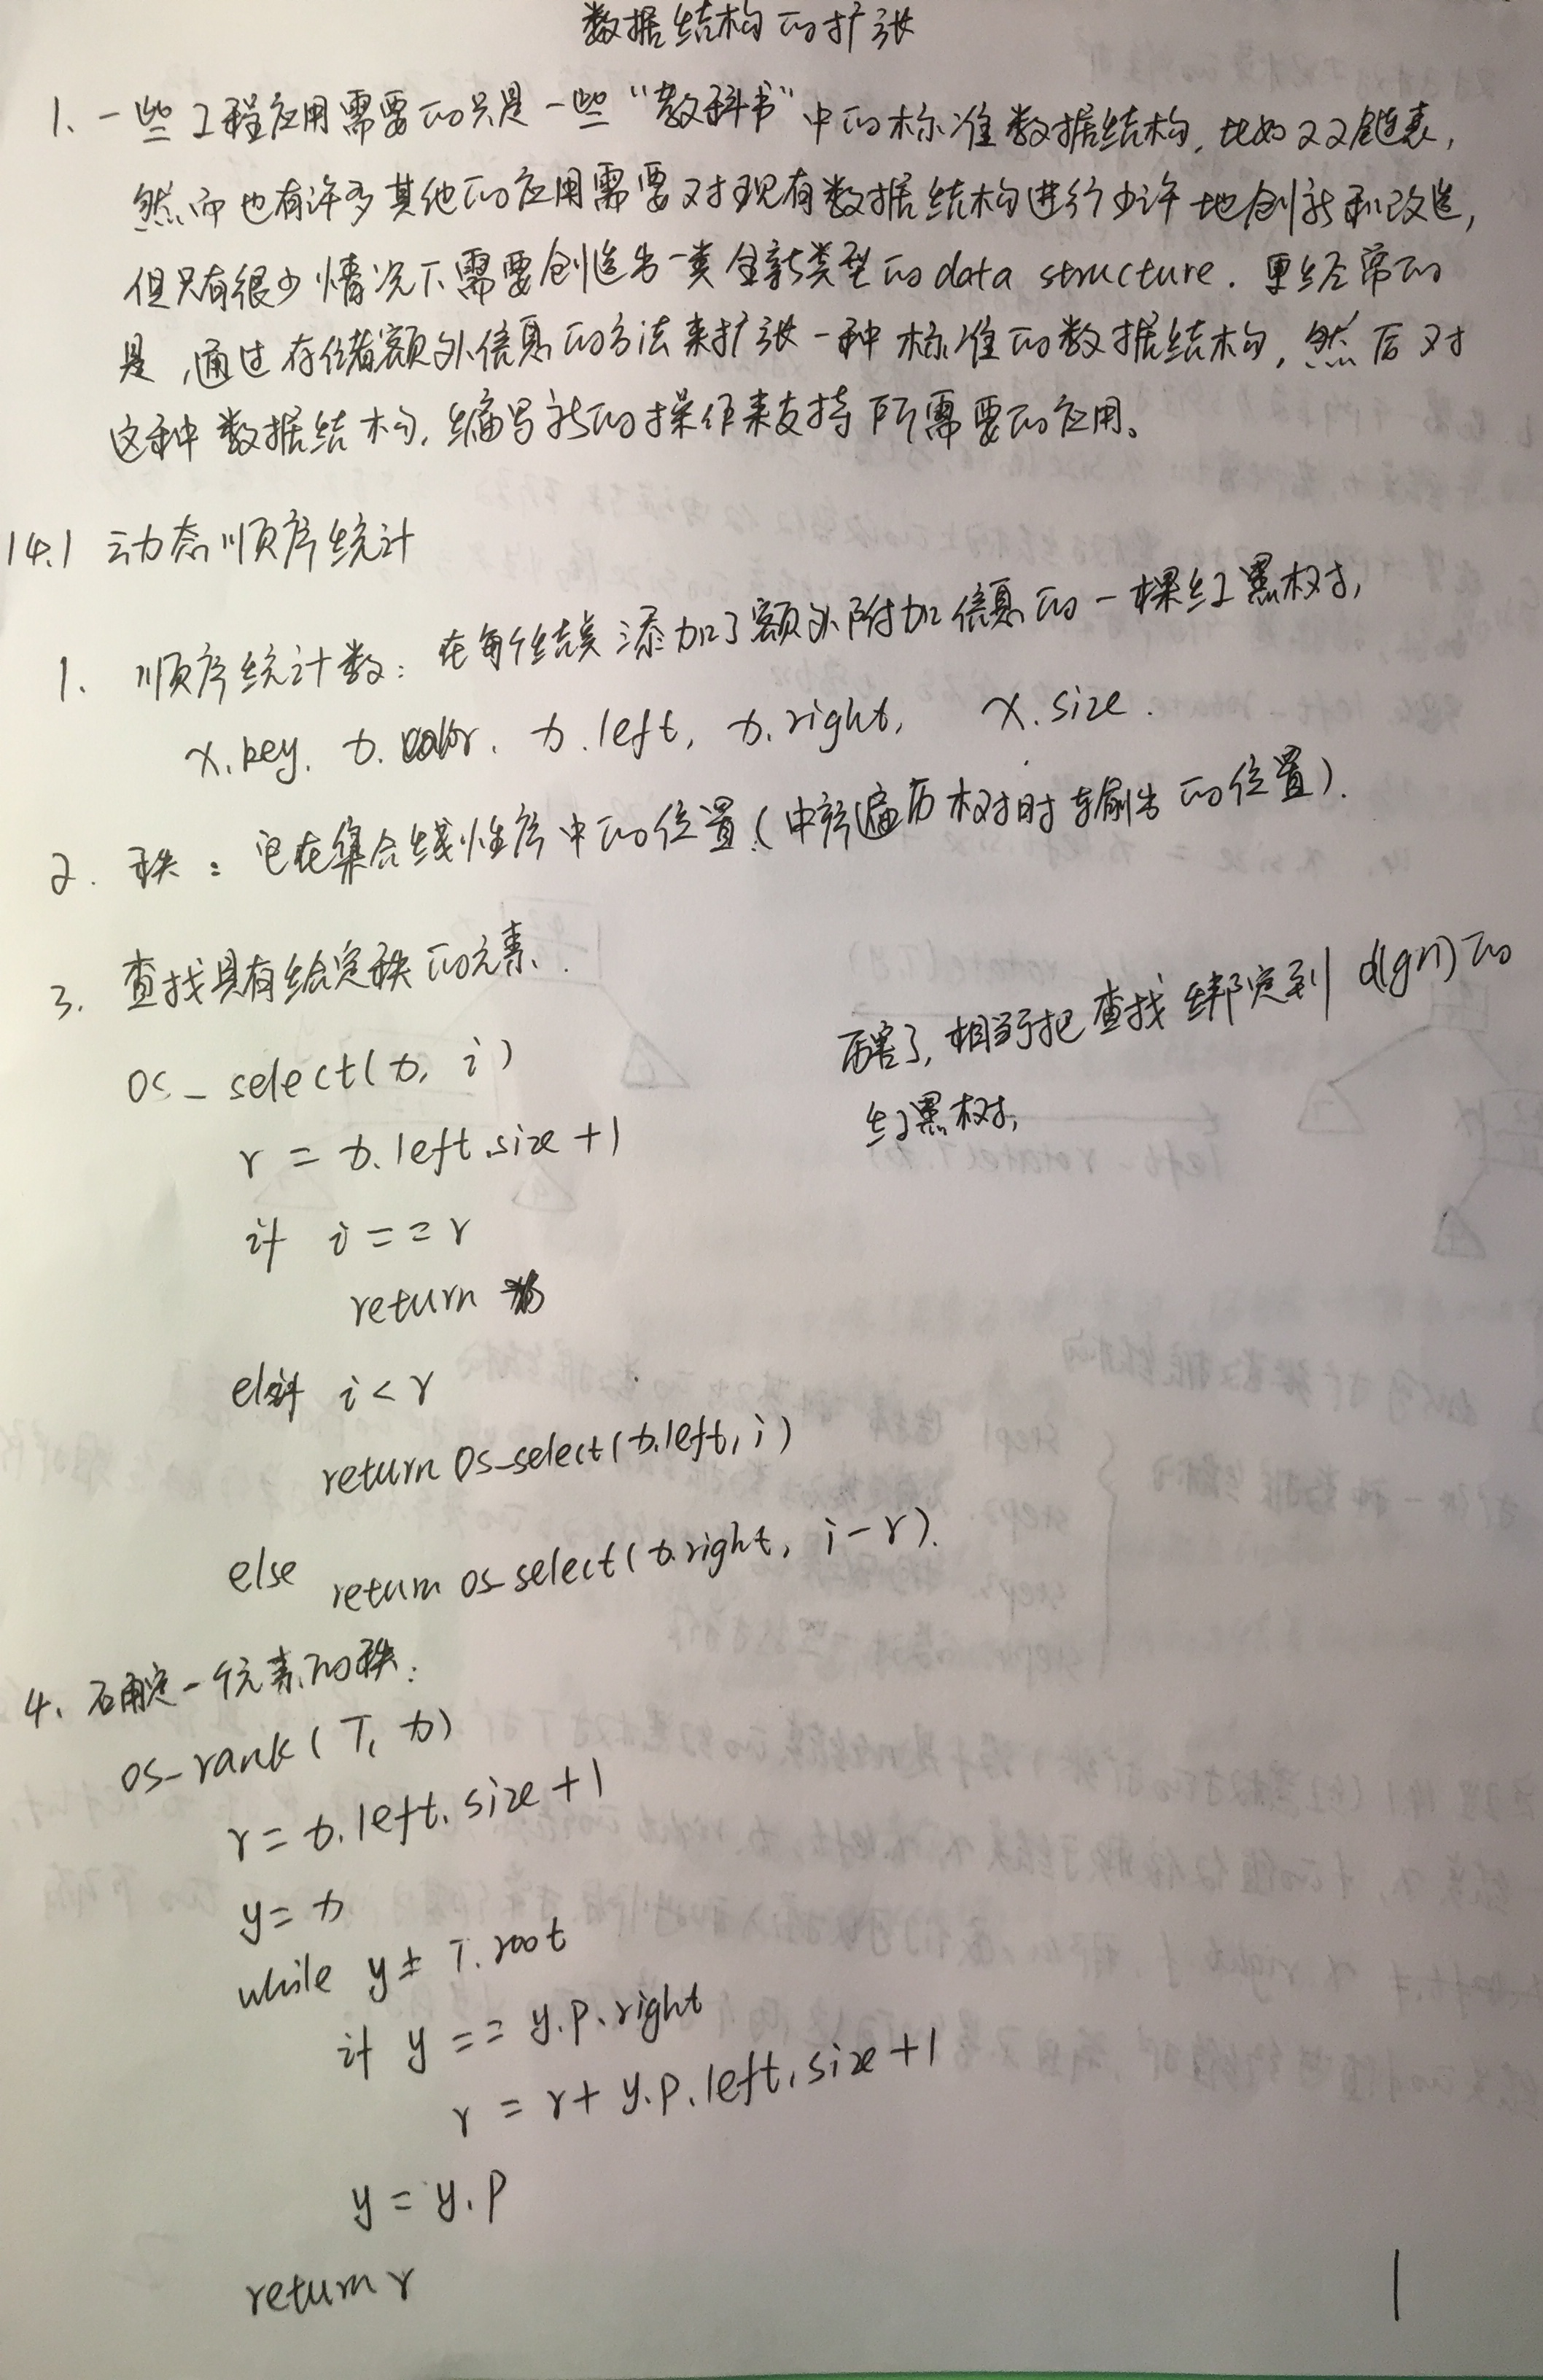 数据结构的扩张
1、一些工程应用需要的只是一些“教科书”中的标准数据结构，比如双链表，
然而也有许多其他的应用需要对现有数据结构进行少许地创新和改造，
但只有很少情况下需要创造出一类全新类型的data structure．更经常的
是，通过存储额外信息的方法来扩张一种标准的数据结构，然后对
这种数据结构，编写新的操作来支持所需要的应用。
14.1 动态顺序统计
1、顺序统计数：在每个结点添加了额外附加信息的一棵红黑树，
x.key. x.color. x.left, x.right, x.size.
2. 秩：它在集合线性序中的位置（中序遍历树时输出的位置）．
3. 查找具有给定秩的元素．
厉害了，相当于把查找绑定到 o(lgn)的
红黑树，
os_select(x, i)
r = x.left.size+1
if i==r
return x
elseif i<r
return os_select(x.left, i)
else return os_select(x.right, i-r).
4、确定一个元素的秩：
os_rank(T, x)
r = x.left.size+1
y = x
while y ≠ T.root
if y == y.p.right
r = r+ y.p.left.size+1
y = y.p
return r
1